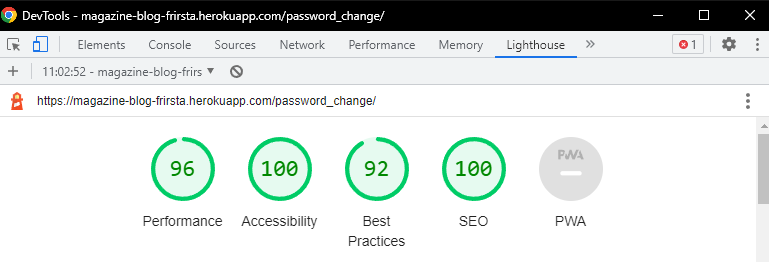 DevTools - magazine-blog-frirsta.herokuapp.com/password_change/
Elements Console Sources Network Performance Memory Lighthouse » 1
+ 11:02:52 - magazine-blog-frirs
https://magazine-blog-frirsta.herokuapp.com/password_change/
96 100 92 100 PWA
Performance Accessibility Best Practices SEO PWA